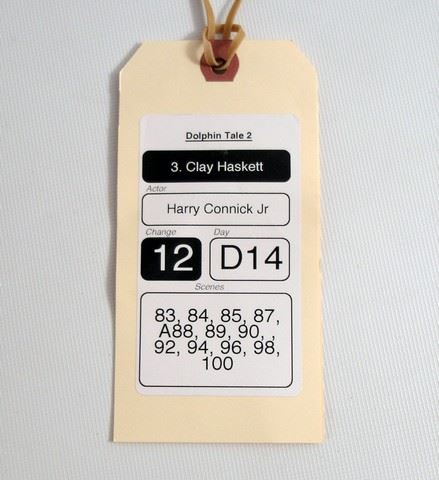 Dolphin Tale 2
3. Clay Haskett
Actor
Harry Connick Jr
Change Day
12 D14
Scenes
83, 84, 85, 87,
A88, 89, 90, ,
92, 94, 96, 98,
100